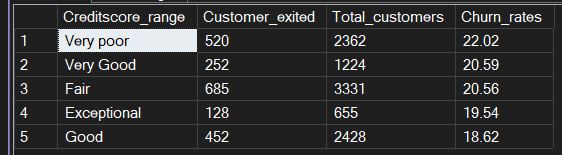 Creditscore_range Customer_exited Total_customers Churn_rates
1 Very poor 520 2362 22.02
2 Very Good 252 1224 20.59
3 Fair 685 3331 20.56
4 Exceptional 128 655 19.54
5 Good 452 2428 18.62